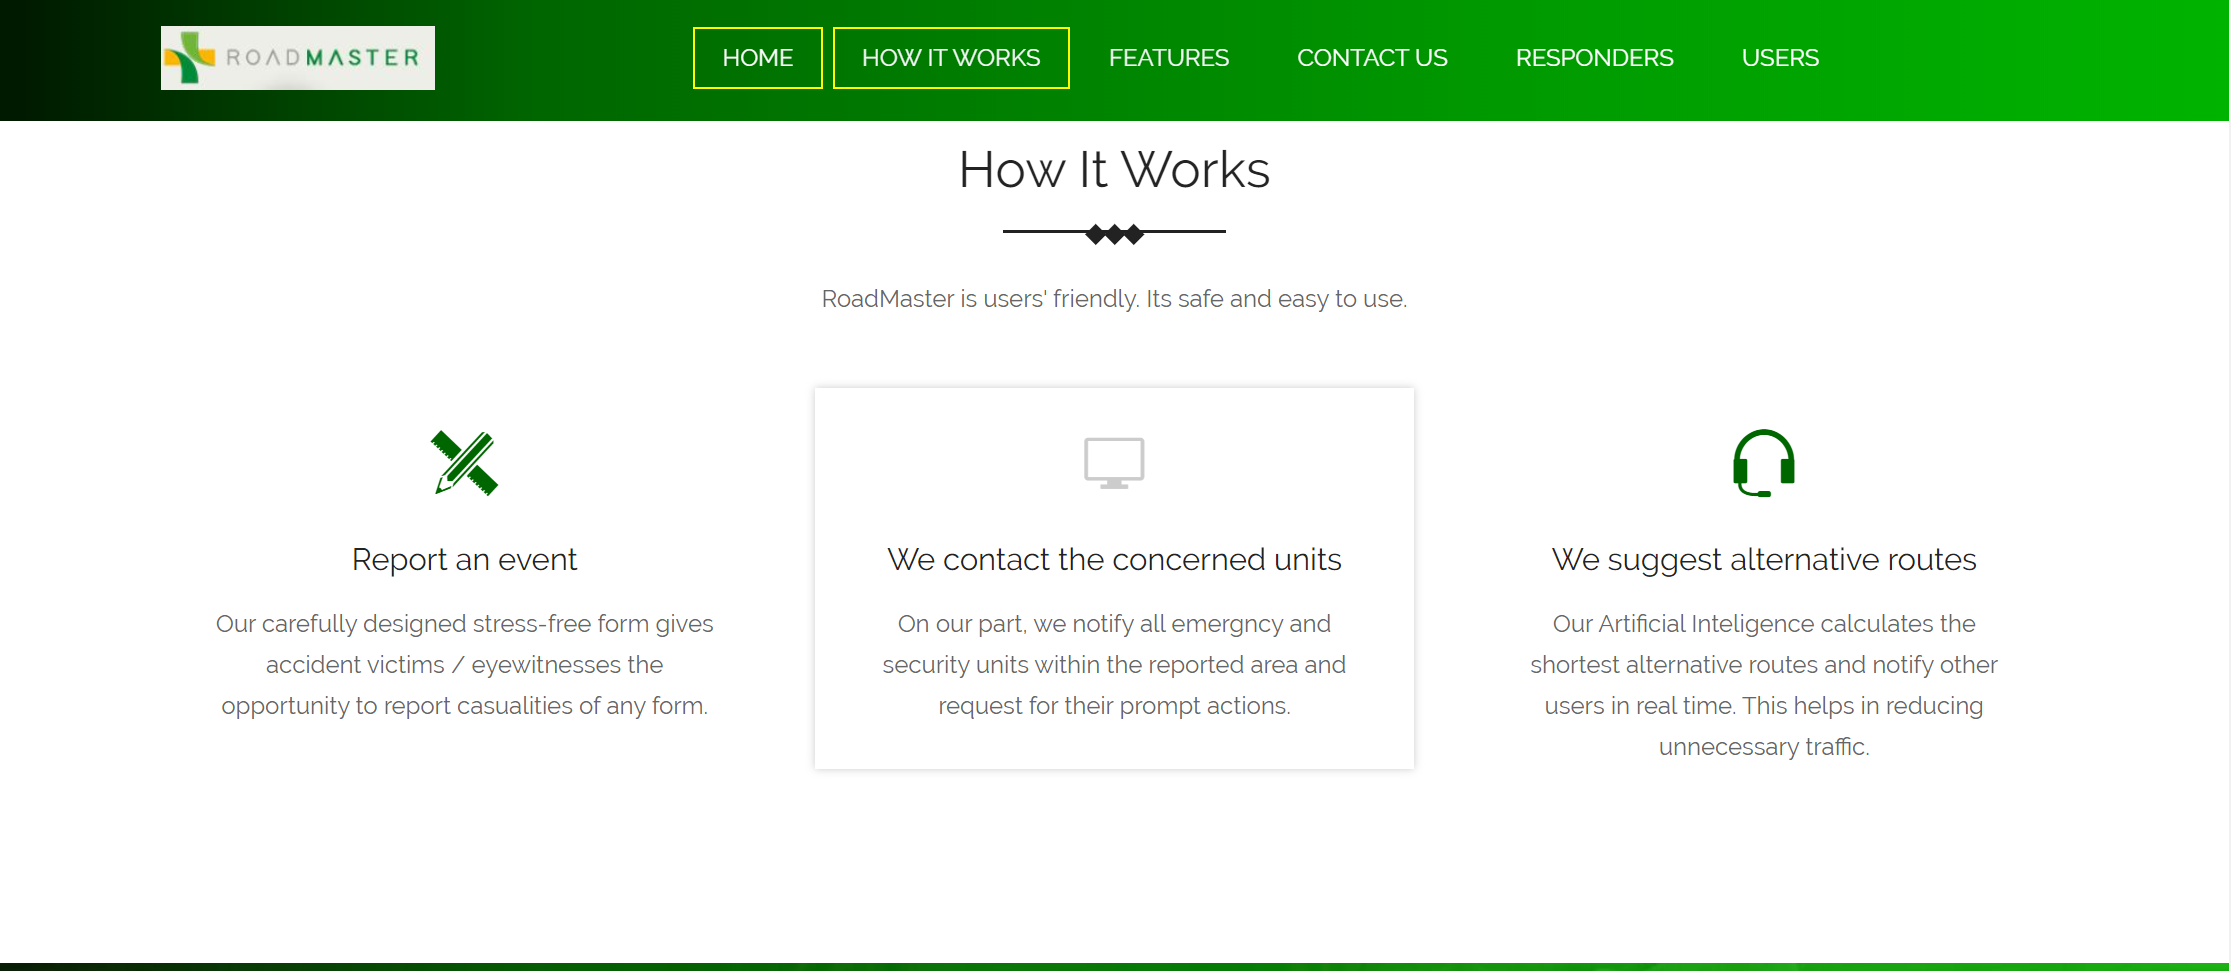 ROADMASTER
HOME
HOW IT WORKS
FEATURES
CONTACT US
RESPONDERS
USERS
How It Works
RoadMaster is users' friendly. Its safe and easy to use.
Report an event
Our carefully designed stress-free form gives
accident victims / eyewitnesses the
opportunity to report casualities of any form.
We contact the concerned units
On our part, we notify all emergncy and
security units within the reported area and
request for their prompt actions.
We suggest alternative routes
Our Artificial Inteligence calculates the
shortest alternative routes and notify other
users in real time. This helps in reducing
unnecessary traffic.